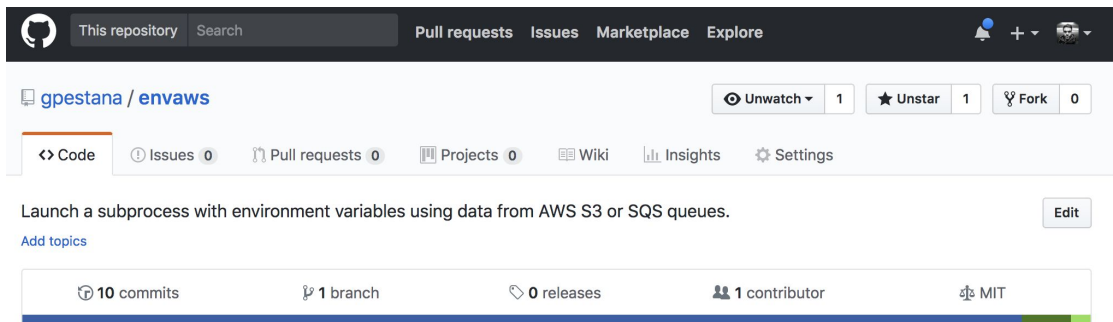 This repository Search Pull requests Issues Marketplace Explore
gpestana / envaws Unwatch 1 Unstar 1 Fork 0
Code Issues 0 Pull requests 0 Projects 0 Wiki Insights Settings
Launch a subprocess with environment variables using data from AWS S3 or SQS queues. Edit
Add topics
10 commits 1 branch 0 releases 1 contributor MIT